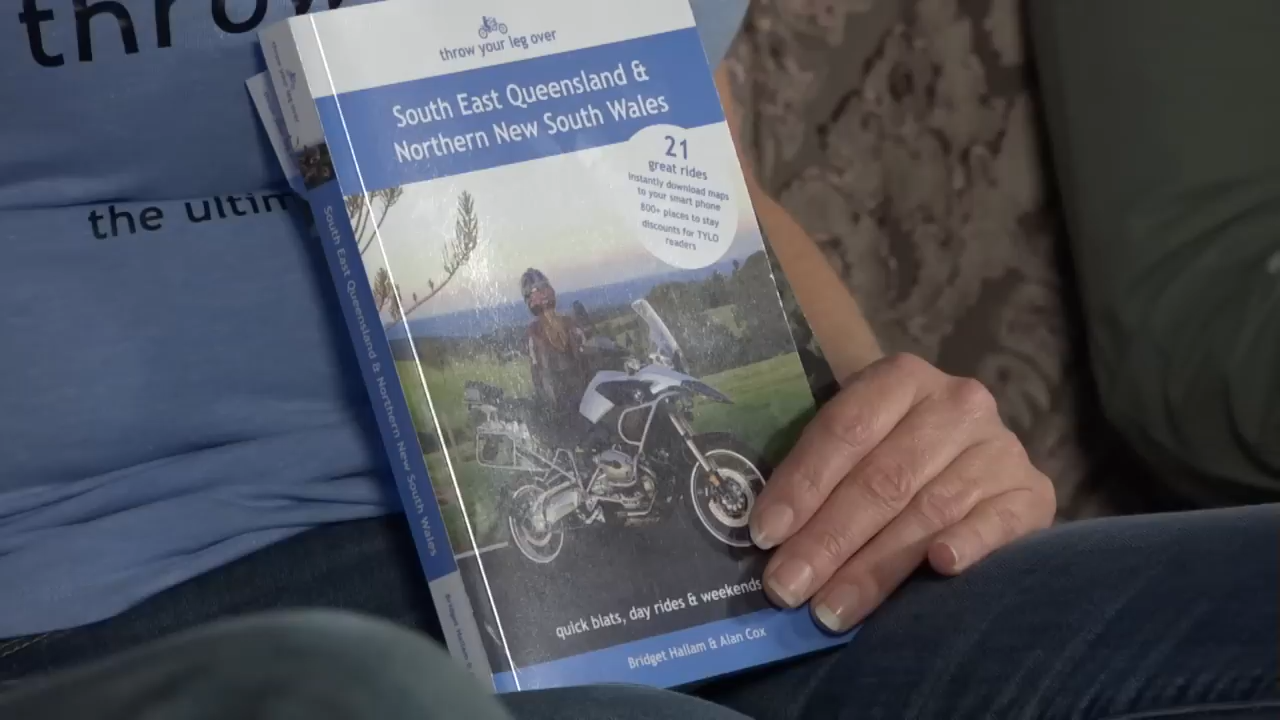 throw
the ultim
throw your leg over
South East Queensland &
Northern New South Wales
21
great rides
Instantly download maps
to your smart phone
800+ places to stay
discounts for TYLO
readers
quick blats, day rides & weekends
Bridget Hallam & Alan Cox
South East Queensland & Northern New South Wales
Bridget Hallam &